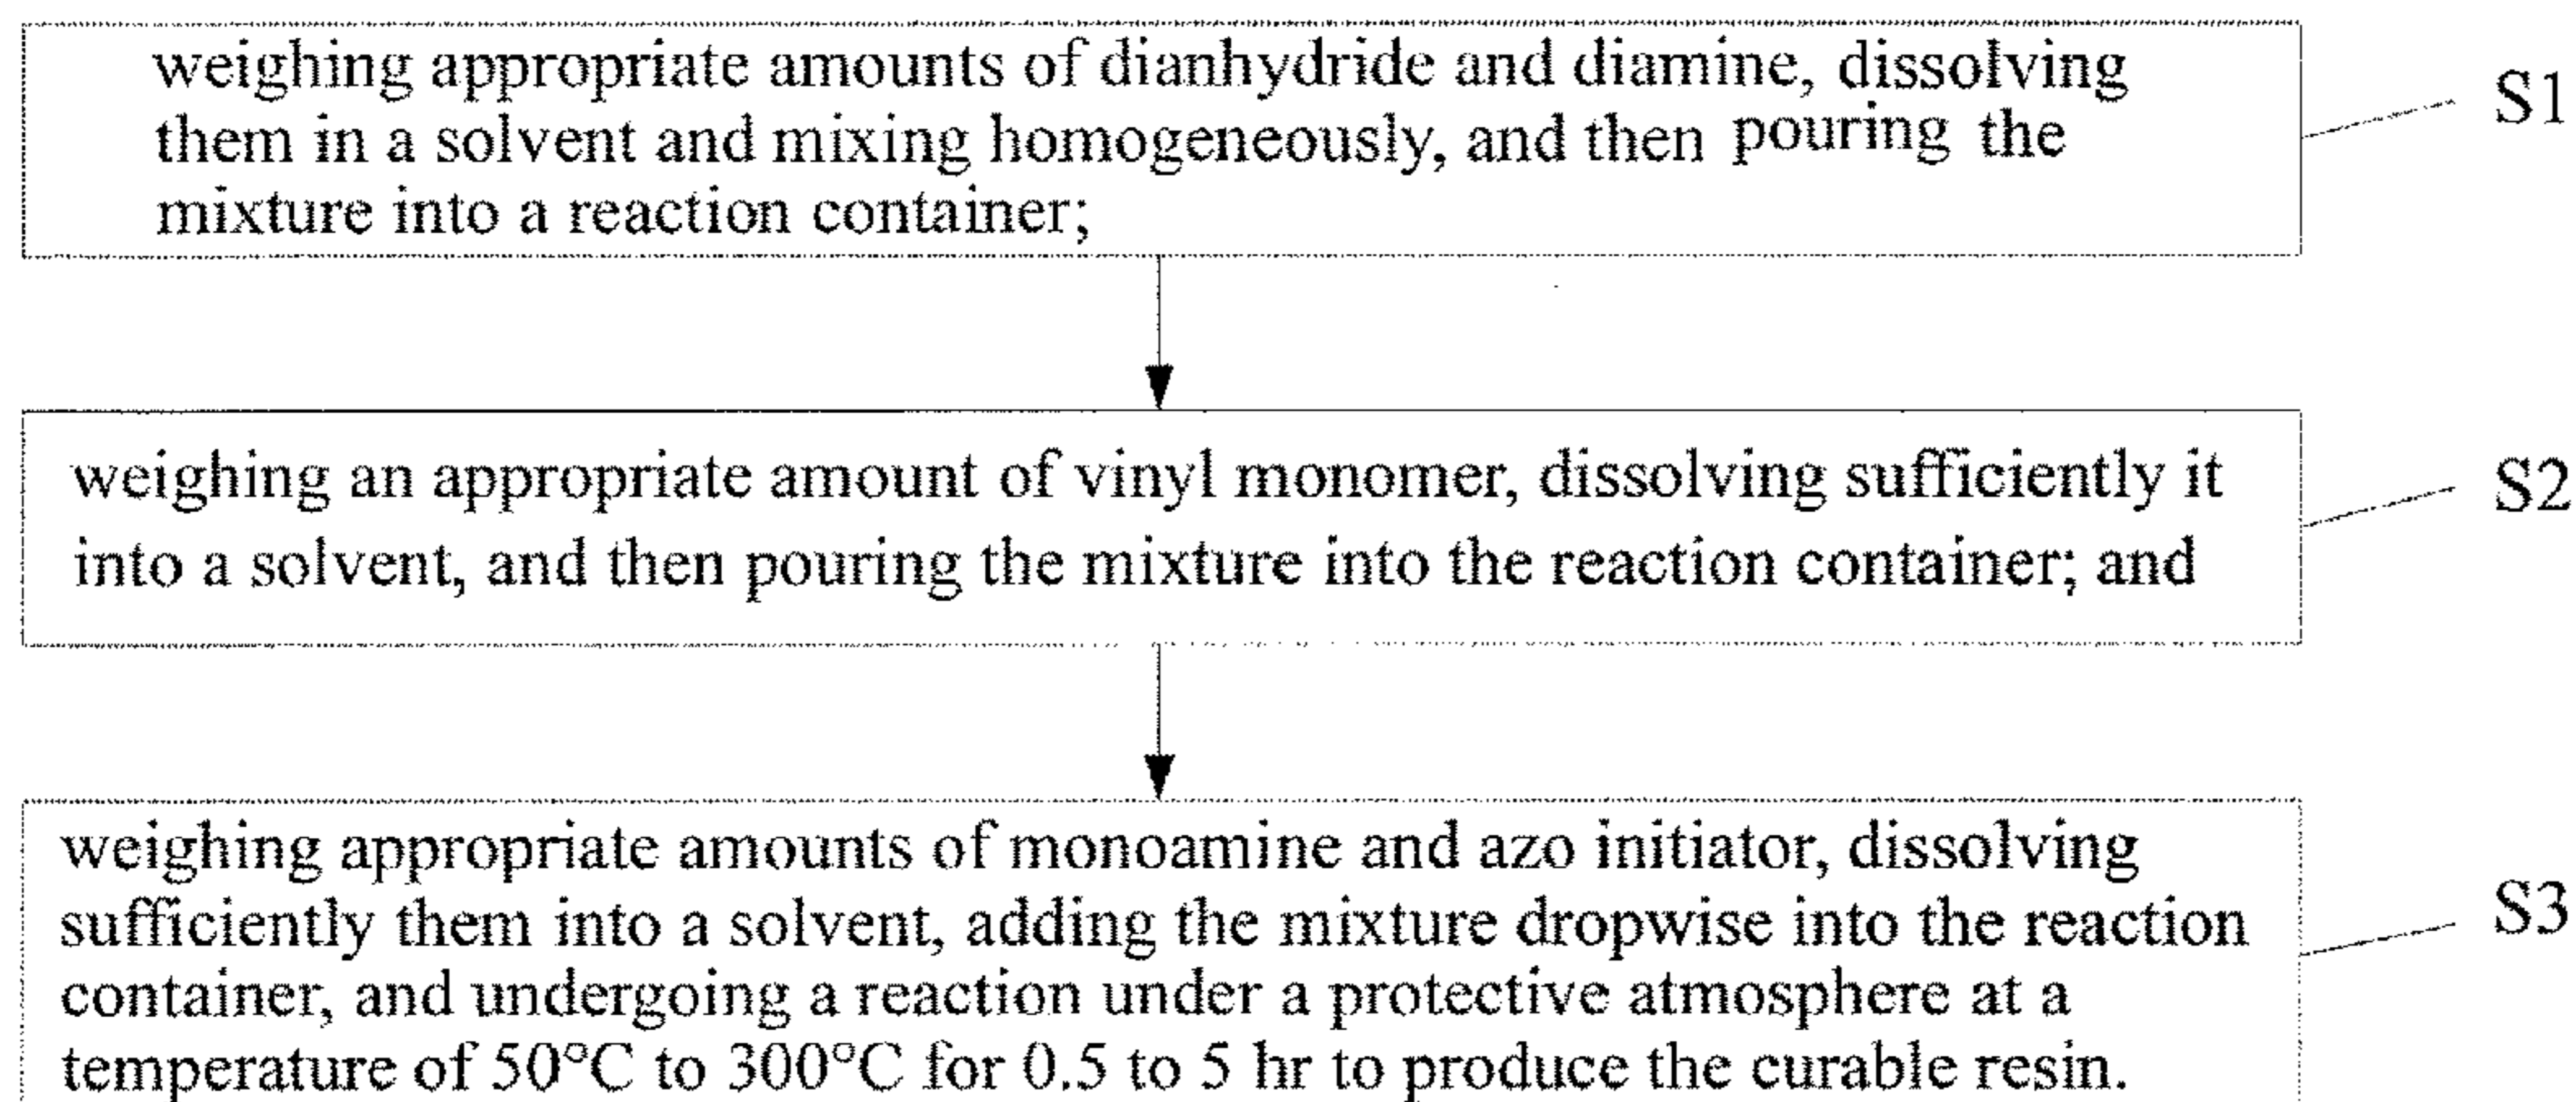 weighing appropriate amounts of dianhydride and diamine, dissolving
them in a solvent and mixing homogeneously, and then pouring the
mixture into a reaction container;
S1
weighing an appropriate amount of vinyl monomer, dissolving sufficiently it
into a solvent, and then pouring the mixture into the reaction container; and
S2
weighing appropriate amounts of monoamine and azo initiator, dissolving
sufficiently them into a solvent, adding the mixture dropwise into the reaction
container, and undergoing a reaction under a protective atmosphere at a
temperature of 50°C to 300°C for 0.5 to 5 hr to produce the curable resin.
S3